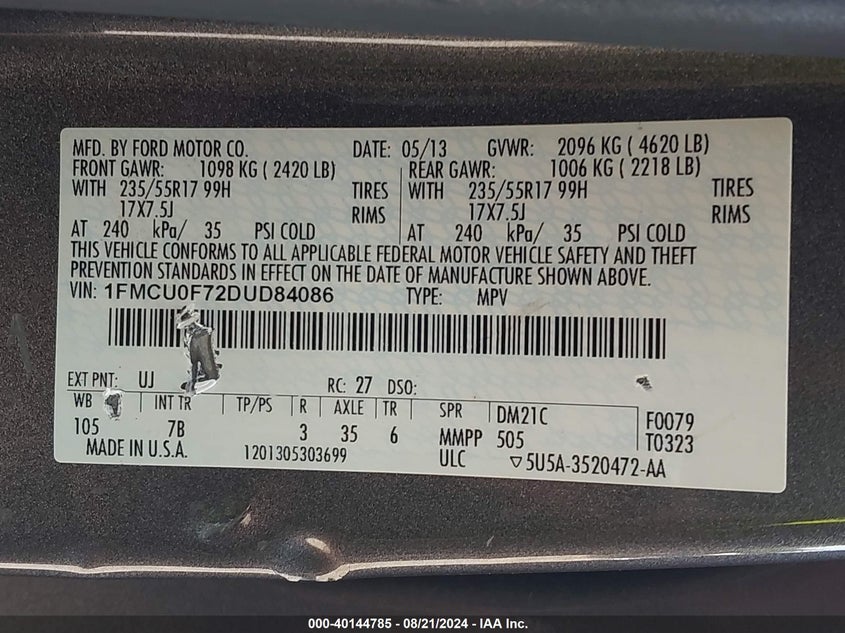 MFD. BY FORD MOTOR CO. DATE: 05/13 GVWR: 2096 KG ( 4620 LB)
FRONT GAWR: 1098 KG ( 2420 LB) REAR GAWR: 1006 KG ( 2218 LB)
WITH 235/55R17 99H TIRES WITH 235/55R17 99H TIRES
17X7.5J RIMS 17X7.5J RIMS
AT 240 kPa/ 35 PSI COLD AT 240 kPa/ 35 PSI COLD
THIS VEHICLE CONFORMS TO ALL APPLICABLE FEDERAL MOTOR VEHICLE SAFETY AND THEFT
PREVENTION STANDARDS IN EFFECT ON THE DATE OF MANUFACTURE SHOWN ABOVE.
VIN: 1FMCU0F72DUD84086 TYPE: MPV
EXT PNT: UJ RC: 27 DSO:
WB INT TR TP/PS R AXLE TR SPR DM21C F0079
105 7B 3 35 6 MMPP 505 T0323
MADE IN U.S.A. 1201305303699 ULC ▽5U5A-3520472-AA
000-40144785 - 08/21/2024 - IAA Inc.